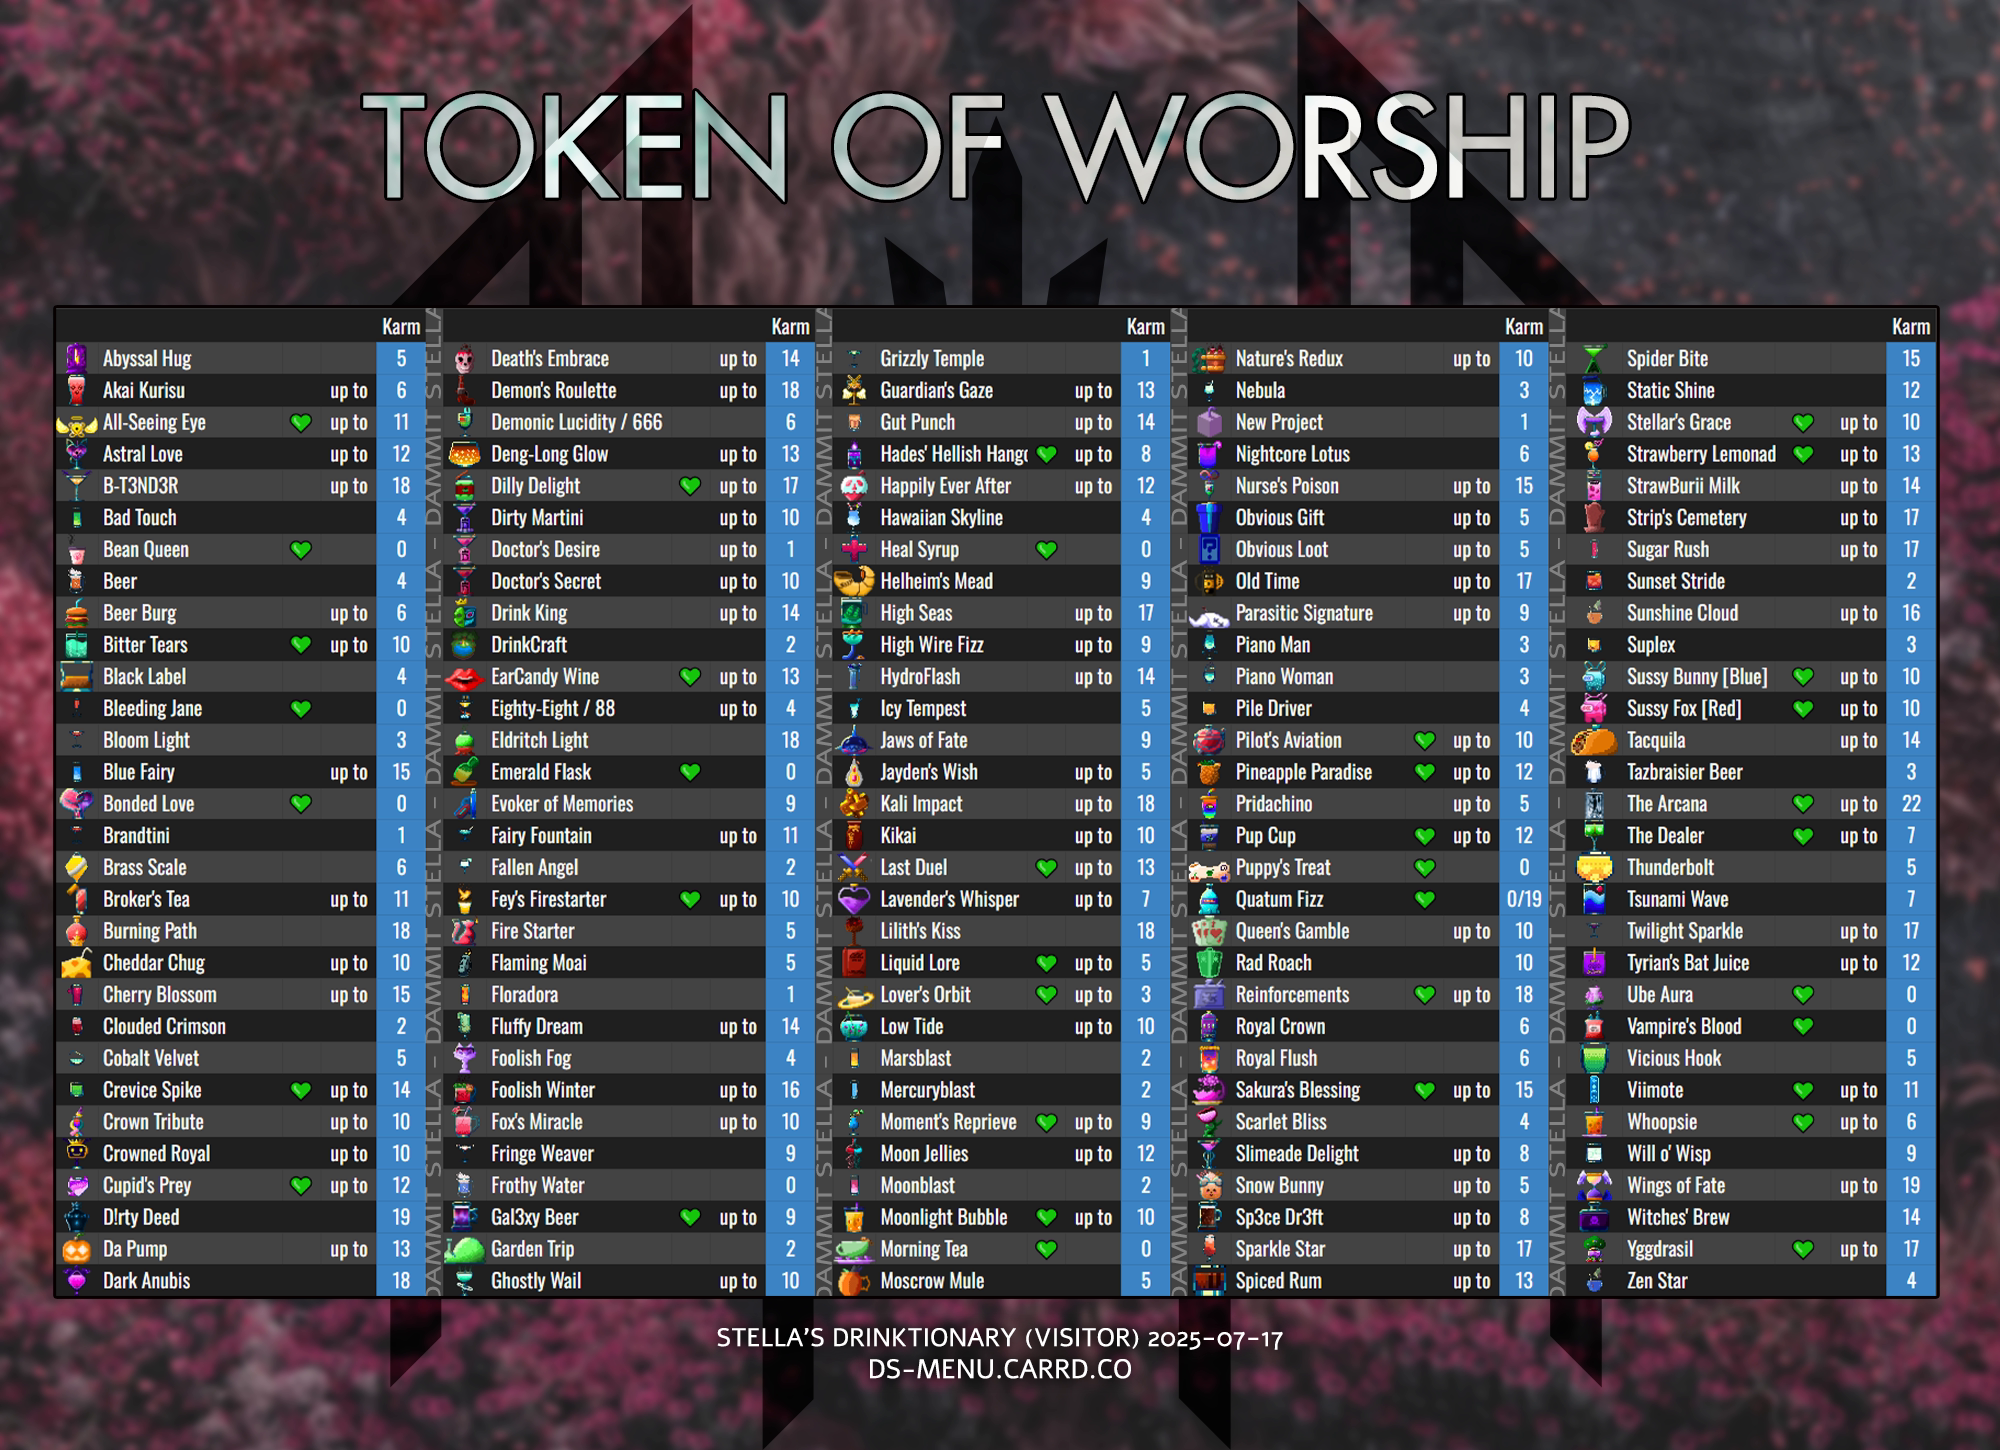 TOKEN OF WORSHIP
Karm
Abyssal Hug 5
Akai Kurisu up to 6
All-Seeing Eye up to 11
Astral Love up to 12
B-T3ND3R up to 18
Bad Touch 4
Bean Queen 0
Beer 4
Beer Burg up to 6
Bitter Tears up to 10
Black Label 4
Bleeding Jane 0
Bloom Light 3
Blue Fairy up to 15
Bonded Love 0
Brandtini 1
Brass Scale 6
Broker's Tea up to 11
Burning Path 18
Cheddar Chug up to 10
Cherry Blossom up to 15
Clouded Crimson 2
Cobalt Velvet 5
Crevice Spike up to 14
Crown Tribute up to 10
Crowned Royal up to 10
Cupid's Prey up to 12
D!rty Deed 19
Da Pump up to 13
Dark Anubis 18
DAMMIT STELLA - DAMMIT STELLA - DAMMIT STELLA
Karm
Death's Embrace up to 14
Demon's Roulette up to 18
Demonic Lucidity / 666 6
Deng-Long Glow up to 13
Dilly Delight up to 17
Dirty Martini up to 10
Doctor's Desire up to 1
Doctor's Secret up to 10
Drink King up to 14
DrinkCraft 2
EarCandy Wine up to 13
Eighty-Eight / 88 up to 4
Eldritch Light 18
Emerald Flask 0
Evoker of Memories 9
Fairy Fountain up to 11
Fallen Angel 2
Fey's Firestarter up to 10
Fire Starter 5
Flaming Moai 5
Floradora 1
Fluffy Dream up to 14
Foolish Fog 4
Foolish Winter up to 16
Fox's Miracle up to 10
Fringe Weaver 9
Frothy Water 0
Gal3xy Beer up to 9
Garden Trip 2
Ghostly Wail up to 10
DAMMIT STELLA - DAMMIT STELLA - DAMMIT STELLA
Karm
Grizzly Temple 1
Guardian's Gaze up to 13
Gut Punch up to 14
Hades' Hellish Hang up to 8
Happily Ever After up to 12
Hawaiian Skyline 4
Heal Syrup 0
Helheim's Mead 9
High Seas up to 17
High Wire Fizz up to 9
HydroFlash up to 14
Icy Tempest 5
Jaws of Fate 9
Jayden's Wish up to 5
Kali Impact up to 18
Kikai up to 10
Last Duel up to 13
Lavender's Whisper up to 7
Lilith's Kiss 18
Liquid Lore up to 5
Lover's Orbit up to 3
Low Tide up to 10
Marsblast 2
Mercuryblast 2
Moment's Reprieve up to 9
Moon Jellies up to 12
Moonblast 2
Moonlight Bubble up to 10
Morning Tea 0
Moscrow Mule 5
DAMMIT STELLA - DAMMIT STELLA - DAMMIT STELLA
Karm
Nature's Redux up to 10
Nebula 3
New Project 1
Nightcore Lotus 6
Nurse's Poison up to 15
Obvious Gift up to 5
Obvious Loot up to 5
Old Time up to 17
Parasitic Signature up to 9
Piano Man 3
Piano Woman 3
Pile Driver 4
Pilot's Aviation up to 10
Pineapple Paradise up to 12
Pridachino up to 5
Pup Cup up to 12
Puppy's Treat 0
Quatum Fizz 0/19
Queen's Gamble up to 10
Rad Roach 10
Reinforcements up to 18
Royal Crown 6
Royal Flush 6
Sakura's Blessing up to 15
Scarlet Bliss 4
Slimeade Delight up to 8
Snow Bunny up to 5
Sp3ce Dr3ft up to 8
Sparkle Star up to 17
Spiced Rum up to 13
DAMMIT STELLA - DAMMIT STELLA - DAMMIT STELLA
Karm
Spider Bite 15
Static Shine 12
Stellar's Grace up to 10
Strawberry Lemonad up to 13
StrawBurii Milk up to 14
Strip's Cemetery up to 17
Sugar Rush up to 17
Sunset Stride 2
Sunshine Cloud up to 16
Suplex 3
Sussy Bunny [Blue] up to 10
Sussy Fox [Red] up to 10
Tacquila up to 14
Tazbraisier Beer 3
The Arcana up to 22
The Dealer up to 7
Thunderbolt 5
Tsunami Wave 7
Twilight Sparkle up to 17
Tyrian's Bat Juice up to 12
Ube Aura 0
Vampire's Blood 0
Vicious Hook 5
Viimote up to 11
Whoopsie up to 6
Will o' Wisp 9
Wings of Fate up to 19
Witches' Brew 14
Yggdrasil up to 17
Zen Star 4
STELLA'S DRINKTIONARY (VISITOR) 2025-07-17
DS-MENU.CARRD.CO